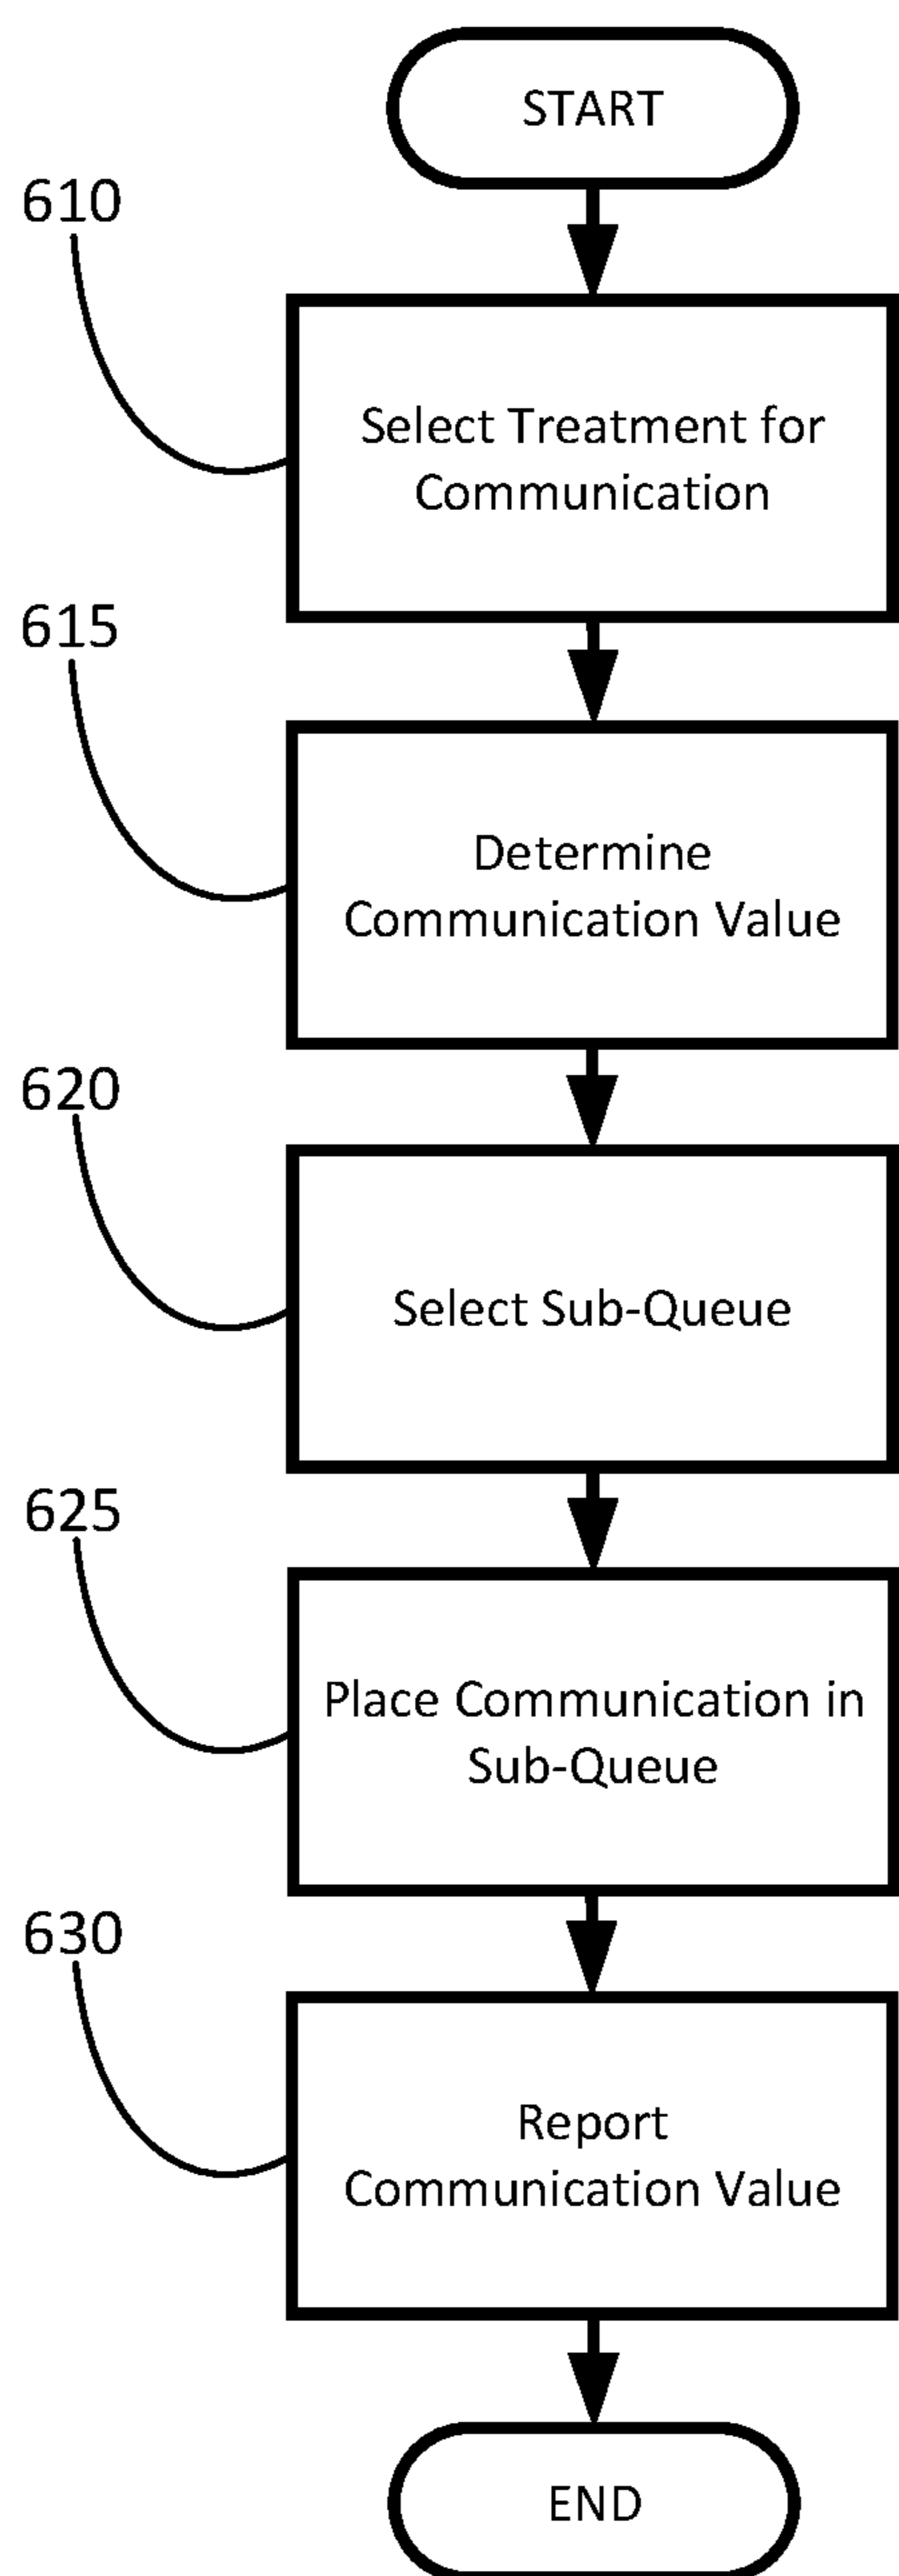 START
610
Select Treatment for
Communication
615
Determine
Communication Value
620
Select Sub-Queue
625
Place Communication in
Sub-Queue
630
Report
Communication Value
END